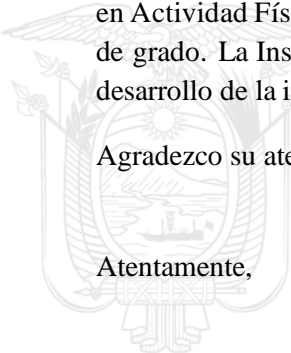 en Actividad Fís
de grado. La Ins
desarrollo de la i
Agradezco su ate
Atentamente,